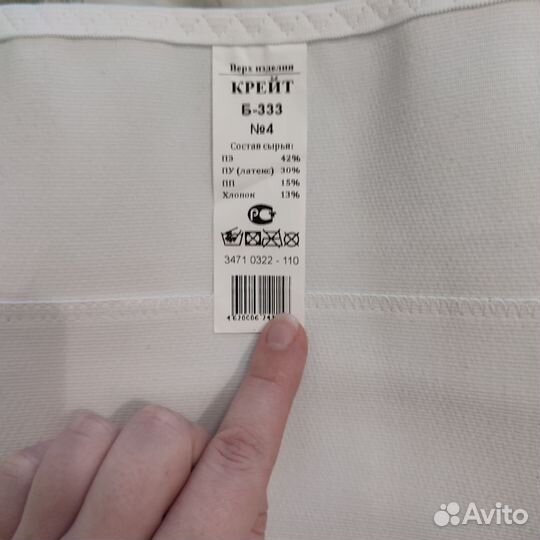 Верх изделия
КРЕЙТ
Б-333
№4
Состав сырья:
ПЭ 42%
ПУ (латекс) 30%
ПП 15%
Хлопок 13%
РСТ
3471 0322 - 110
Avito